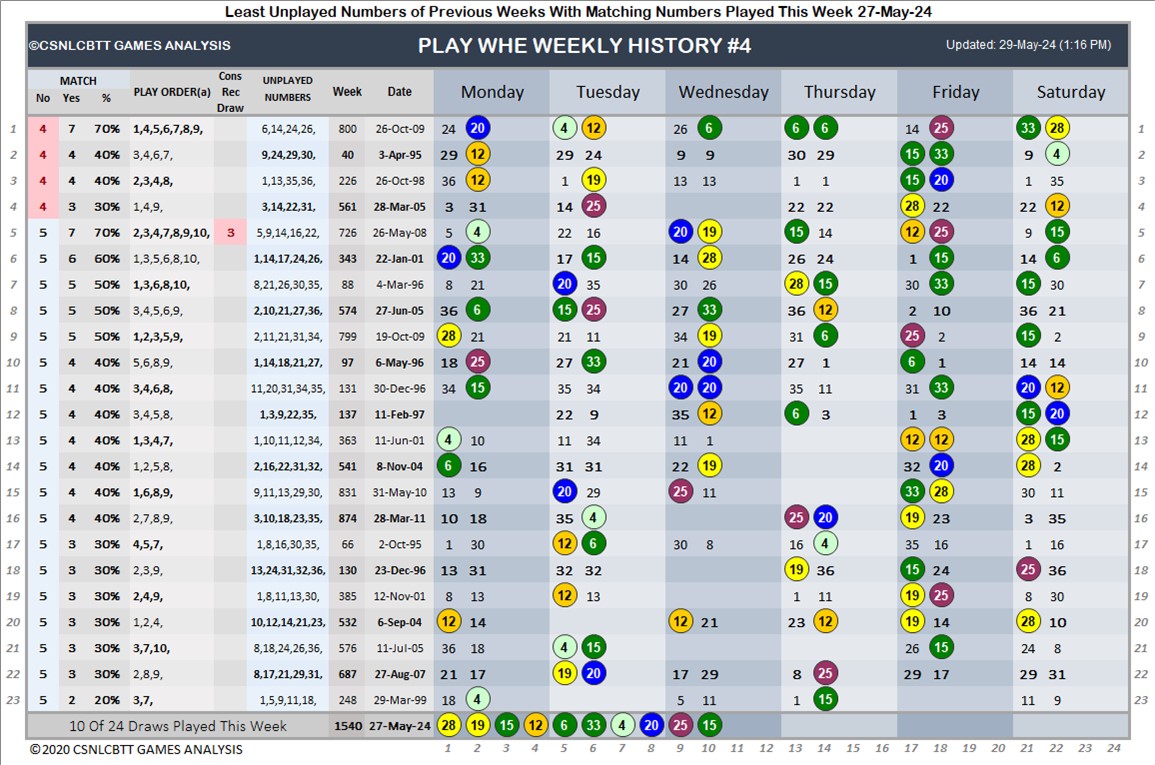 Least Unplayed Numbers of Previous Weeks With Matching Numbers Played This Week 27-May-24
©CSNLCBTT GAMES ANALYSIS PLAY WHE WEEKLY HISTORY #4 Updated: 29-May-24 (1:16 PM)
MATCH No Yes % PLAY ORDER(a) Cons Rec Draw UNPLAYED NUMBERS Week Date Monday Tuesday Wednesday Thursday Friday Saturday
1 4 7 70% 1,4,5,6,7,8,9, 6,14,24,26, 800 26-Oct-09 24 20 4 12 26 6 6 6 14 25 33 28 1
2 4 4 40% 3,4,6,7, 9,24,29,30, 40 3-Apr-95 29 12 29 24 9 9 30 29 15 33 9 4 2
3 4 4 40% 2,3,4,8, 1,13,35,36, 226 26-Oct-98 36 12 1 19 13 13 1 1 15 20 1 35 3
4 4 3 30% 1,4,9, 3,14,22,31, 561 28-Mar-05 3 31 14 25 22 22 28 22 22 12 4
5 5 7 70% 2,3,4,7,8,9,10, 3 5,9,14,16,22, 726 26-May-08 5 4 22 16 20 19 15 14 12 25 9 15 5
6 5 6 60% 1,3,5,6,8,10, 1,14,17,24,26, 343 22-Jan-01 20 33 17 15 14 28 26 24 1 15 14 6 6
7 5 5 50% 1,3,6,8,10, 8,21,26,30,35, 88 4-Mar-96 8 21 20 35 30 26 28 15 30 33 15 30 7
8 5 5 50% 3,4,5,6,9, 2,10,21,27,36, 574 27-Jun-05 36 6 15 25 27 33 36 12 2 10 36 21 8
9 5 5 50% 1,2,3,5,9, 2,11,21,31,34, 799 19-Oct-09 28 21 21 11 34 19 31 6 25 2 15 2 9
10 5 4 40% 5,6,8,9, 1,14,18,21,27, 97 6-May-96 18 25 27 33 21 20 27 1 6 1 14 14 10
11 5 4 40% 3,4,6,8, 11,20,31,34,35, 131 30-Dec-96 34 15 35 34 20 20 35 11 31 33 20 12 11
12 5 4 40% 3,4,5,8, 1,3,9,22,35, 137 11-Feb-97 22 9 35 12 6 3 1 3 15 20 12
13 5 4 40% 1,3,4,7, 1,10,11,12,34, 363 11-Jun-01 4 10 11 34 11 1 12 12 28 15 13
14 5 4 40% 1,2,5,8, 2,16,22,31,32, 541 8-Nov-04 6 16 31 31 22 19 32 20 28 2 14
15 5 4 40% 1,6,8,9, 9,11,13,29,30, 831 31-May-10 13 9 20 29 25 11 33 28 30 11 15
16 5 4 40% 2,7,8,9, 3,10,18,23,35, 874 28-Mar-11 10 18 35 4 25 20 19 23 3 35 16
17 5 3 30% 4,5,7, 1,8,16,30,35, 66 2-Oct-95 1 30 12 6 30 8 16 4 35 16 1 16 17
18 5 3 30% 2,3,9, 13,24,31,32,36, 130 23-Dec-96 13 31 32 32 19 36 15 24 25 36 18
19 5 3 30% 2,4,9, 1,8,11,13,30, 385 12-Nov-01 8 13 12 13 1 11 19 25 8 30 19
20 5 3 30% 1,2,4, 10,12,14,21,23, 532 6-Sep-04 12 14 12 21 23 12 19 14 28 10 20
21 5 3 30% 3,7,10, 8,18,24,26,36, 576 11-Jul-05 36 18 4 15 26 15 24 8 21
22 5 3 30% 2,8,9, 8,17,21,29,31, 687 27-Aug-07 21 17 19 20 17 29 8 25 29 17 29 31 22
23 5 2 20% 3,7, 1,5,9,11,18, 248 29-Mar-99 18 4 5 11 1 15 11 9 23
10 Of 24 Draws Played This Week 1540 27-May-24 28 19 15 12 6 33 4 20 25 15
©2020 CSNLCBTT GAMES ANALYSIS 1 2 3 4 5 6 7 8 9 10 11 12 13 14 15 16 17 18 19 20 21 22 23 24